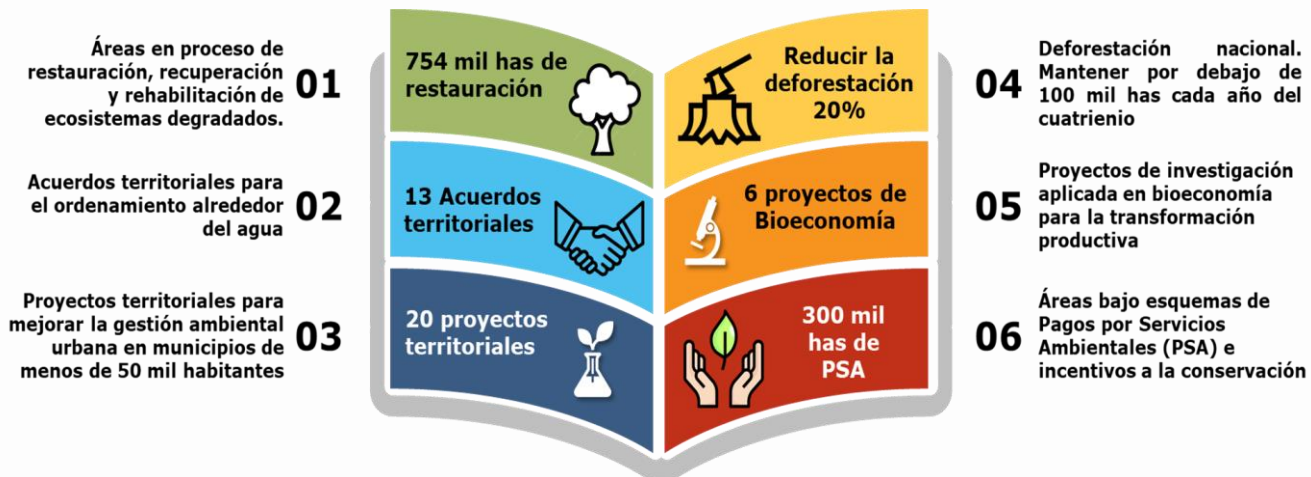 Áreas en proceso de
restauración, recuperación
y rehabilitación de
ecosistemas degradados.
01
754 mil has de
restauración
Reducir la
deforestación
20%
04
Deforestación nacional.
Mantener por debajo de
100 mil has cada año del
cuatrienio
Acuerdos territoriales para
el ordenamiento alrededor
del agua
02
13 Acuerdos
territoriales
6 proyectos de
Bioeconomía
05
Proyectos de investigación
aplicada en bioeconomía
para la transformación
productiva
Proyectos territoriales para
mejorar la gestión ambiental
urbana en municipios de
menos de 50 mil habitantes
03
20 proyectos
territoriales
300 mil
has de
PSA
06
Áreas bajo esquemas de
Pagos por Servicios
Ambientales (PSA) e
incentivos a la conservación